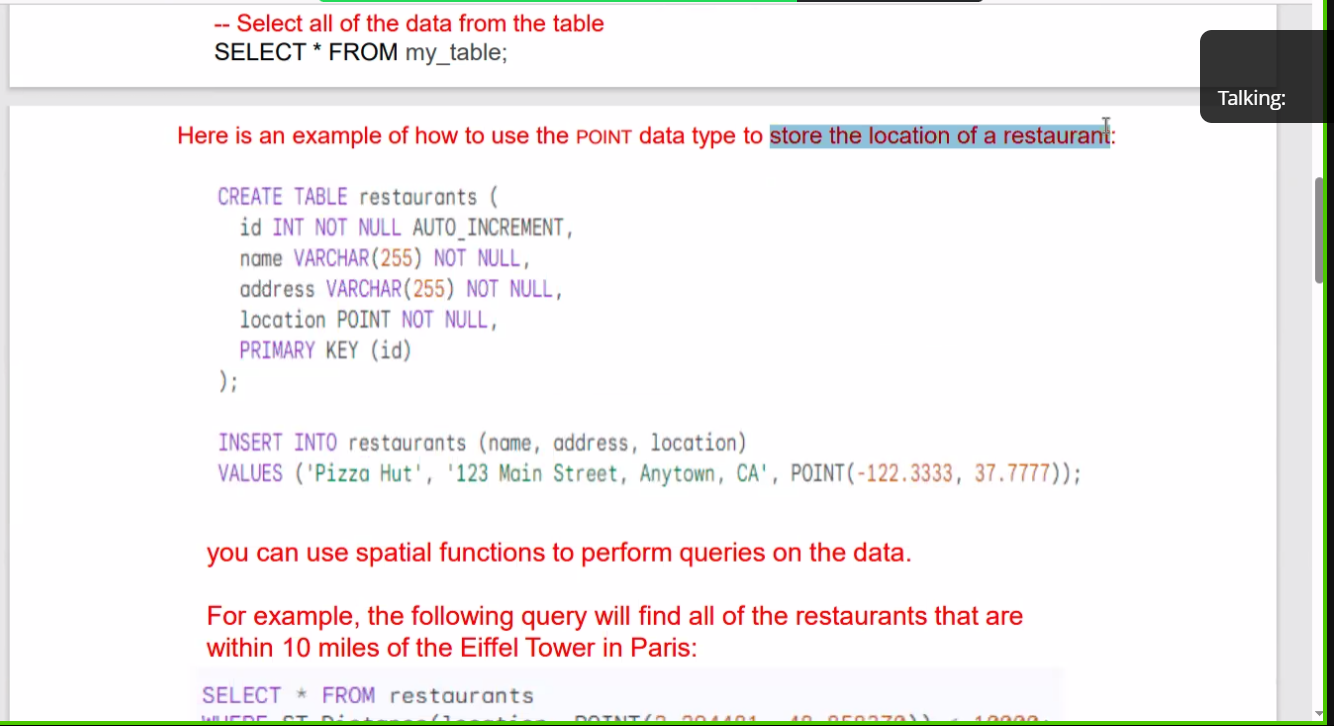 -- Select all of the data from the table
SELECT * FROM my_table;
Talking:
Here is an example of how to use the POINT data type to store the location of a restaurant:
CREATE TABLE restaurants (
id INT NOT NULL AUTO_INCREMENT,
name VARCHAR(255) NOT NULL,
address VARCHAR(255) NOT NULL,
location POINT NOT NULL,
PRIMARY KEY (id)
);
INSERT INTO restaurants (name, address, location)
VALUES ('Pizza Hut', '123 Main Street, Anytown, CA', POINT(-122.3333, 37.7777));
you can use spatial functions to perform queries on the data.
For example, the following query will find all of the restaurants that are
within 10 miles of the Eiffel Tower in Paris:
SELECT * FROM restaurants
WHERE ST_Distance(location, POINT(